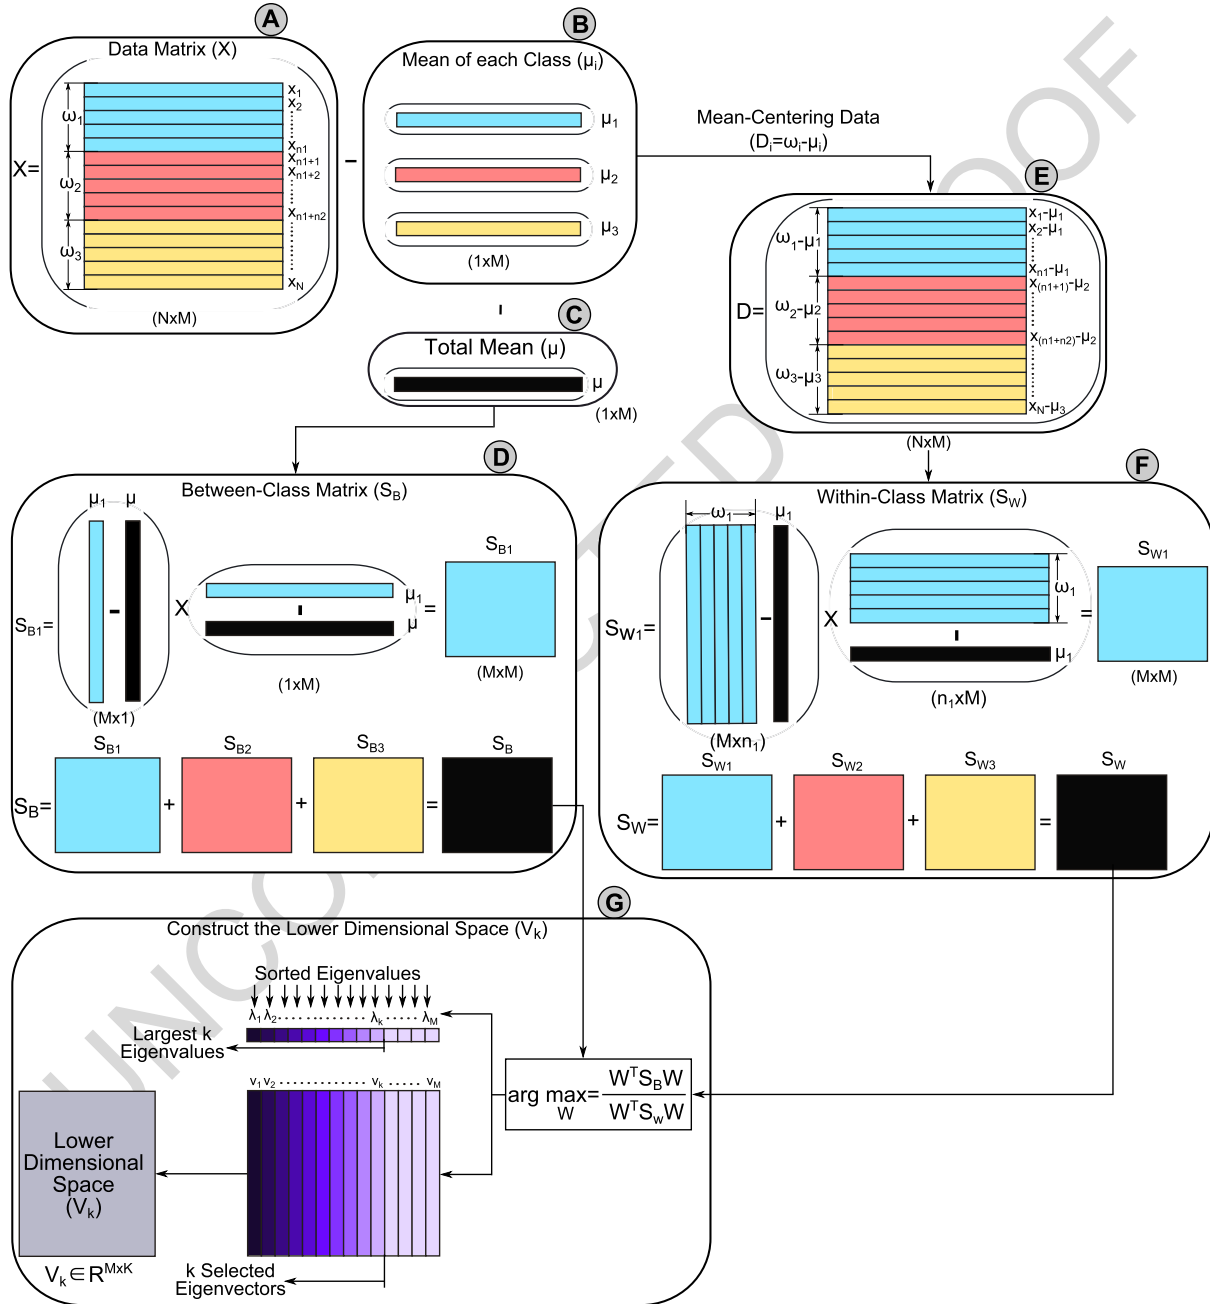 A
Data Matrix (X)
X=
ω1
ω2
ω3
x1
x2
xn1
xn1+1
xn1+2
xn1+n2
xN
(NxM)
-
B
Mean of each Class (μi)
μ1
μ2
μ3
(1xM)
-
C
Total Mean (μ)
μ
(1xM)
Mean-Centering Data
(Di=ωi-μi)
E
D=
ω1-μ1
ω2-μ2
ω3-μ3
x1-μ1
x2-μ1
xn1-μ1
x(n1+1)-μ2
x(n1+n2)-μ2
xN-μ3
(NxM)
D
Between-Class Matrix (SB)
μ1 μ
SB1= - X - μ1 μ = SB1
(Mx1)
(1xM)
(MxM)
SB1 SB2 SB3 SB
SB= + + =
F
Within-Class Matrix (SW)
ω1 μ1
SW1= - X ω1 - μ1 = SW1
(Mxn1)
(n1xM)
(MxM)
SW1 SW2 SW3 SW
SW= + + =
G
Construct the Lower Dimensional Space (Vk)
Sorted Eigenvalues
λ1 λ2 λk λM
Largest k
Eigenvalues
v1 v2 vk vM
arg max= WTSBW
W WTSwW
Lower
Dimensional
Space
(Vk)
Vk∈RMxK
k Selected
Eigenvectors